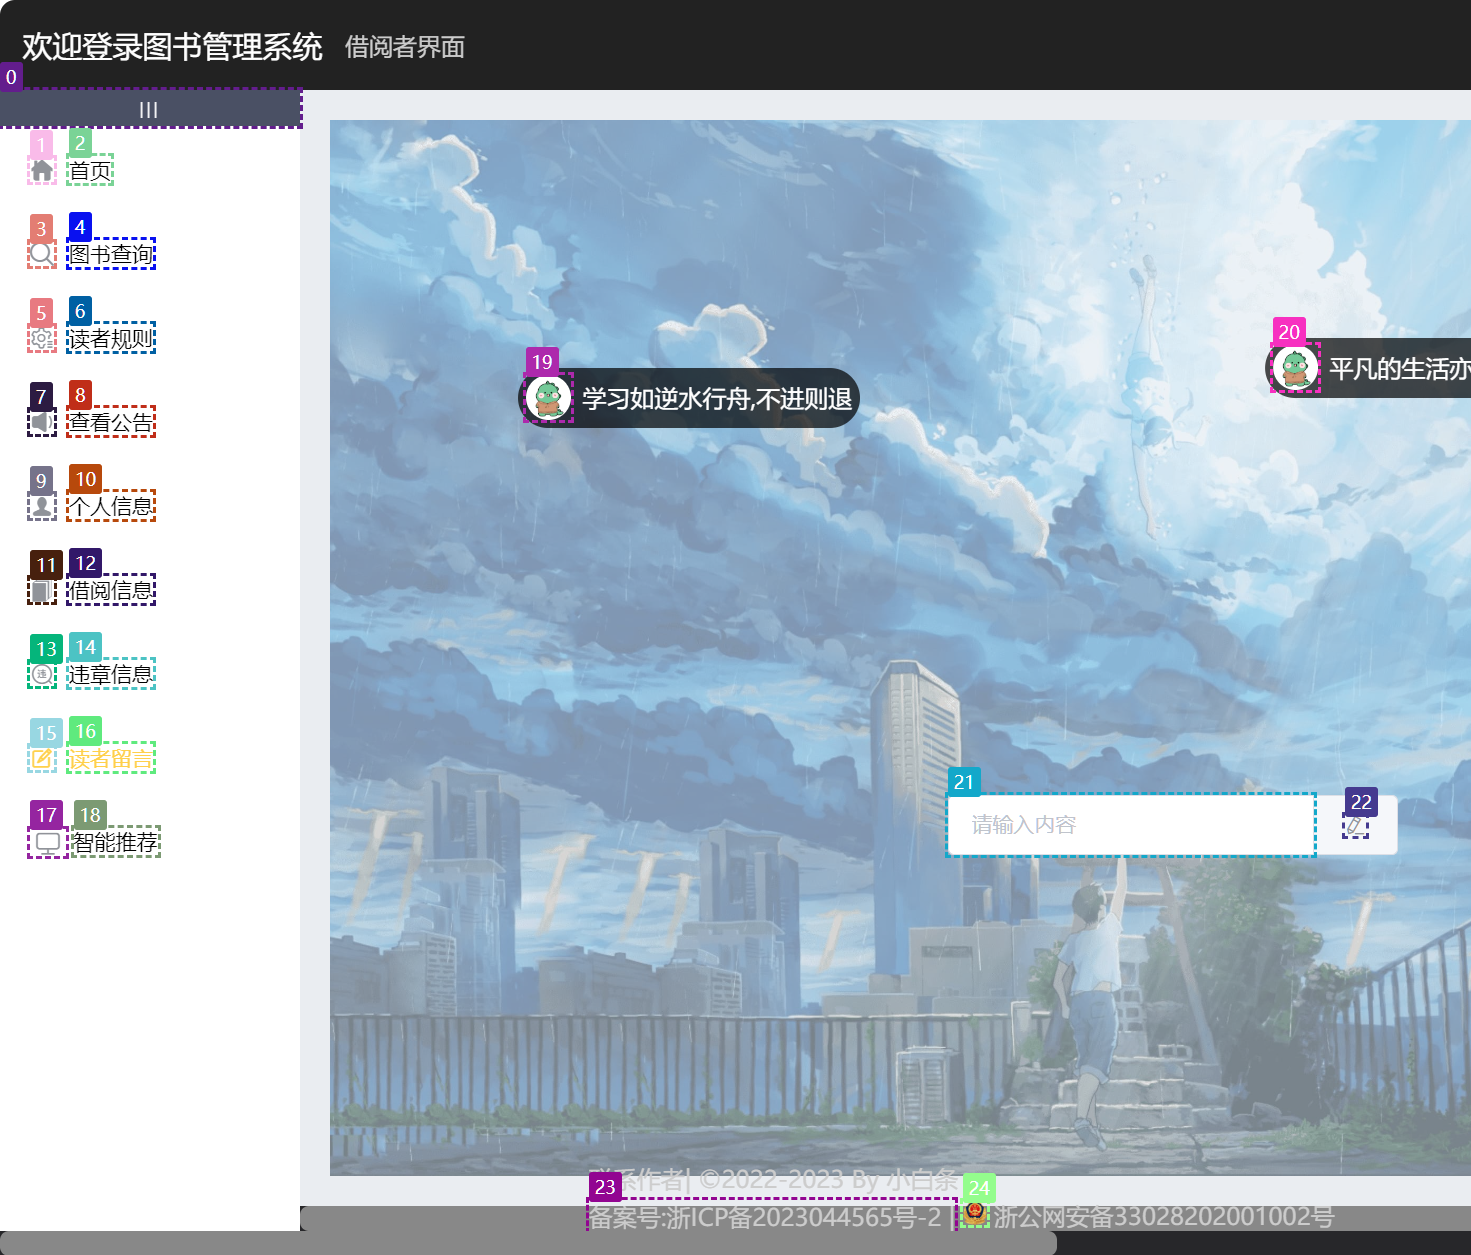 欢迎登录图书管理系统 借阅者界面
0
|||
1 2
首页
3 4
图书查询
5 6
读者规则
7 8
查看公告
9 10
个人信息
11 12
借阅信息
13 14
违章信息
15 16
读者留言
17 18
智能推荐
20
平凡的生活亦
19
学习如逆水行舟,不进则退
21 22
请输入内容
系作者| ©2022-2023 By 小白条
23 24
备案号:浙ICP备2023044565号-2 | 浙公网安备33028202001002号